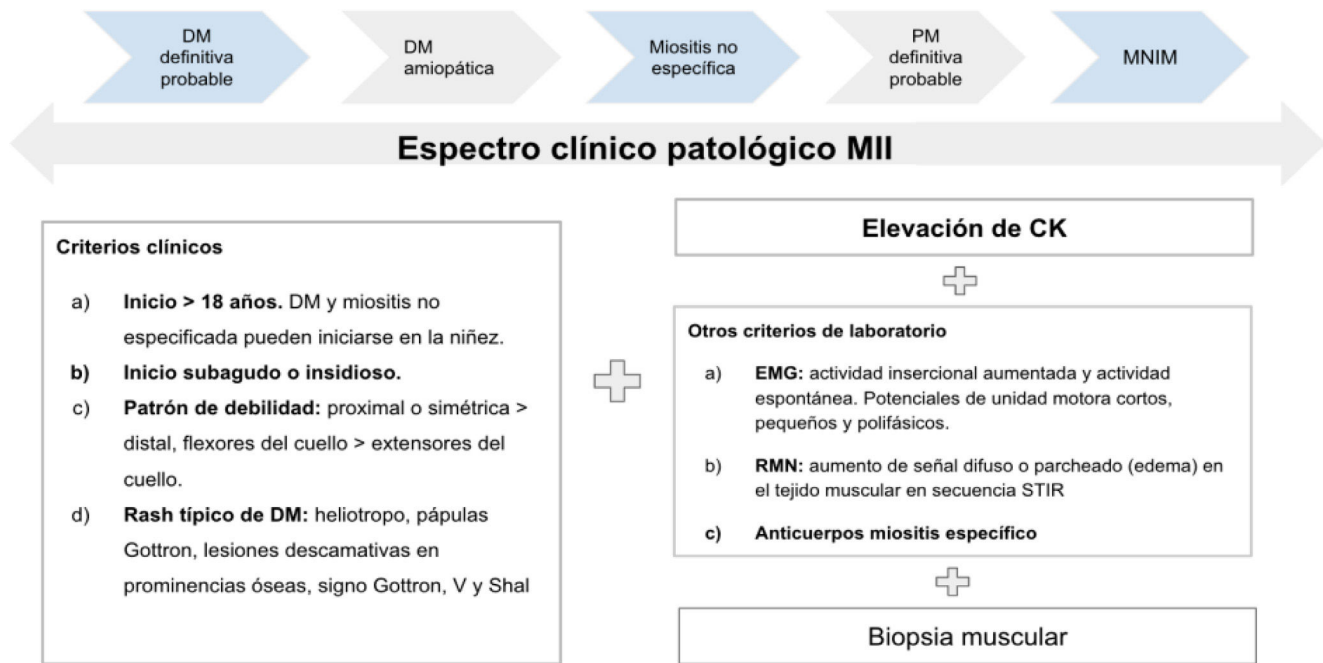 DM
definitiva
probable
DM
amiopática
Miositis no
específica
PM
definitiva
probable
MNIM
Espectro clínico patológico MII
Criterios clínicos
a) Inicio > 18 años. DM y miositis no
especificada pueden iniciarse en la niñez.
b) Inicio subagudo o insidioso.
c) Patrón de debilidad: proximal o simétrica >
distal, flexores del cuello > extensores del
cuello.
d) Rash típico de DM: heliotropo, pápulas
Gottron, lesiones descamativas en
prominencias óseas, signo Gottron, V y Shal
Elevación de CK
Otros criterios de laboratorio
a) EMG: actividad insercional aumentada y actividad
espontánea. Potenciales de unidad motora cortos,
pequeños y polifásicos.
b) RMN: aumento de señal difuso o parcheado (edema) en
el tejido muscular en secuencia STIR
c) Anticuerpos miositis específico
Biopsia muscular